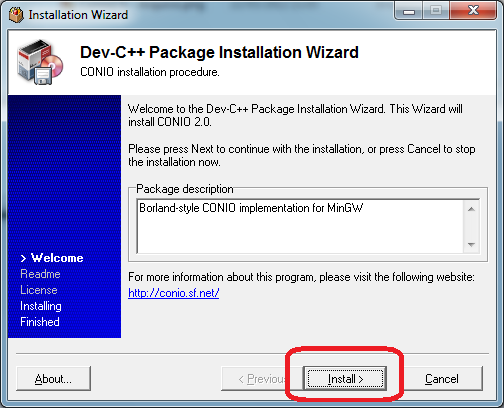 Installation Wizard
Dev-C++ Package Installation Wizard
CONIO installation procedure.
Welcome to the Dev-C++ Package Installation Wizard. This Wizard will
install CONIO 2.0.
Please press Next to continue with the installation, or press Cancel to stop
the installation now.
Package description
Borland-style CONIO implementation for MinGW
> Welcome
Readme
License
Installing
Finished
For more information about this program, please visit the following website:
http://conio.sf.net/
About...
< Previous
Install >
Cancel